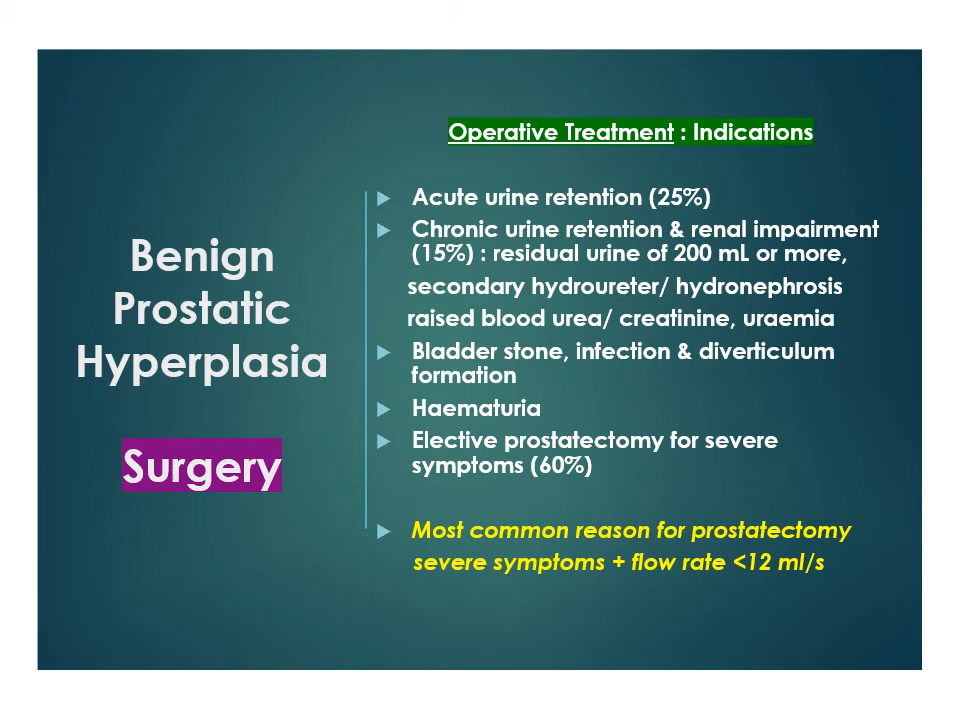 Benign
Prostatic
Hyperplasia
Surgery
Operative Treatment : Indications
Acute urine retention (25%)
Chronic urine retention & renal impairment
(15%) : residual urine of 200 mL or more,
secondary hydroureter/ hydronephrosis
raised blood urea/ creatinine, uraemia
Bladder stone, infection & diverticulum
formation
Haematuria
Elective prostatectomy for severe
symptoms (60%)
Most common reason for prostatectomy
severe symptoms + flow rate <12 ml/s